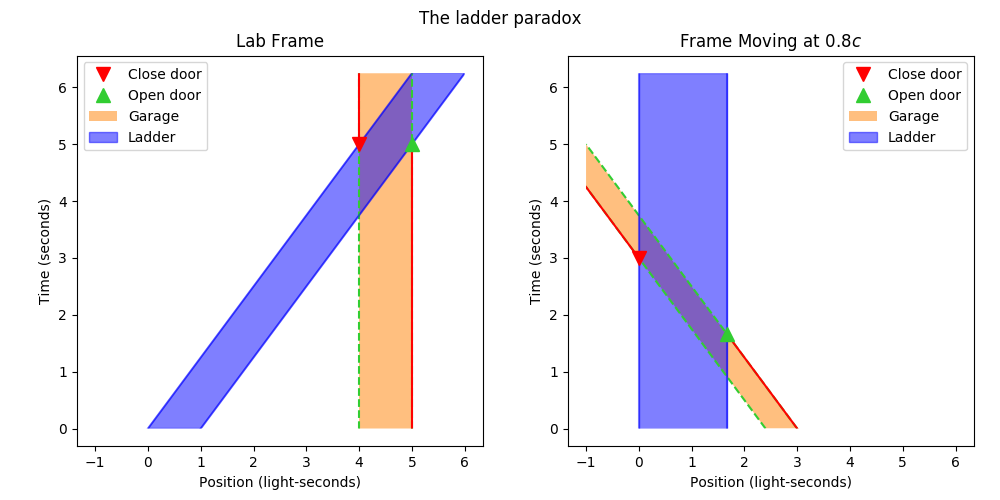 The ladder paradox
Lab Frame
Close door
Open door
Garage
Ladder
6
5
4
3
2
1
0
Time (seconds)
−1 0 1 2 3 4 5 6
Position (light-seconds)
Frame Moving at 0.8c
Close door
Open door
Garage
Ladder
6
5
4
3
2
1
0
Time (seconds)
−1 0 1 2 3 4 5 6
Position (light-seconds)